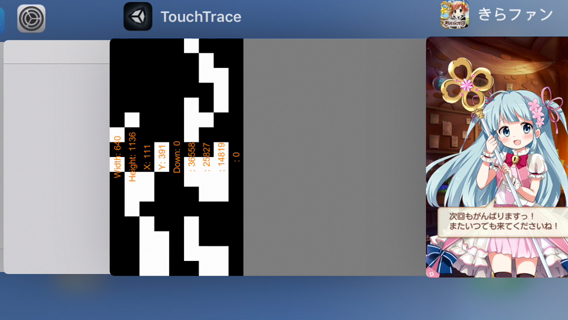 TouchTrace
きらファン
Width: 640
Height: 1136
X: 111
Y: 391
Down: 0
: 36558
: 25827
: 14819
: 0
次回もがんばりますっ！
またいつでも来てくださいね！